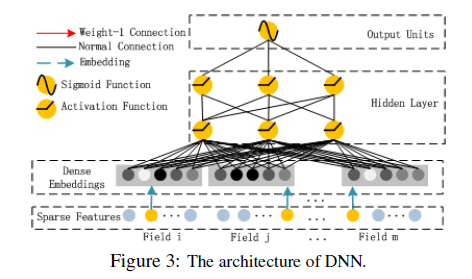 Weight-1 Connection
Normal Connection
Embedding
Sigmoid Function
Activation Function
Output Units
Hidden Layer
Dense
Embeddings
...
Sparse Features
... ... ...
Field i Field j ... Field m
Figure 3: The architecture of DNN.